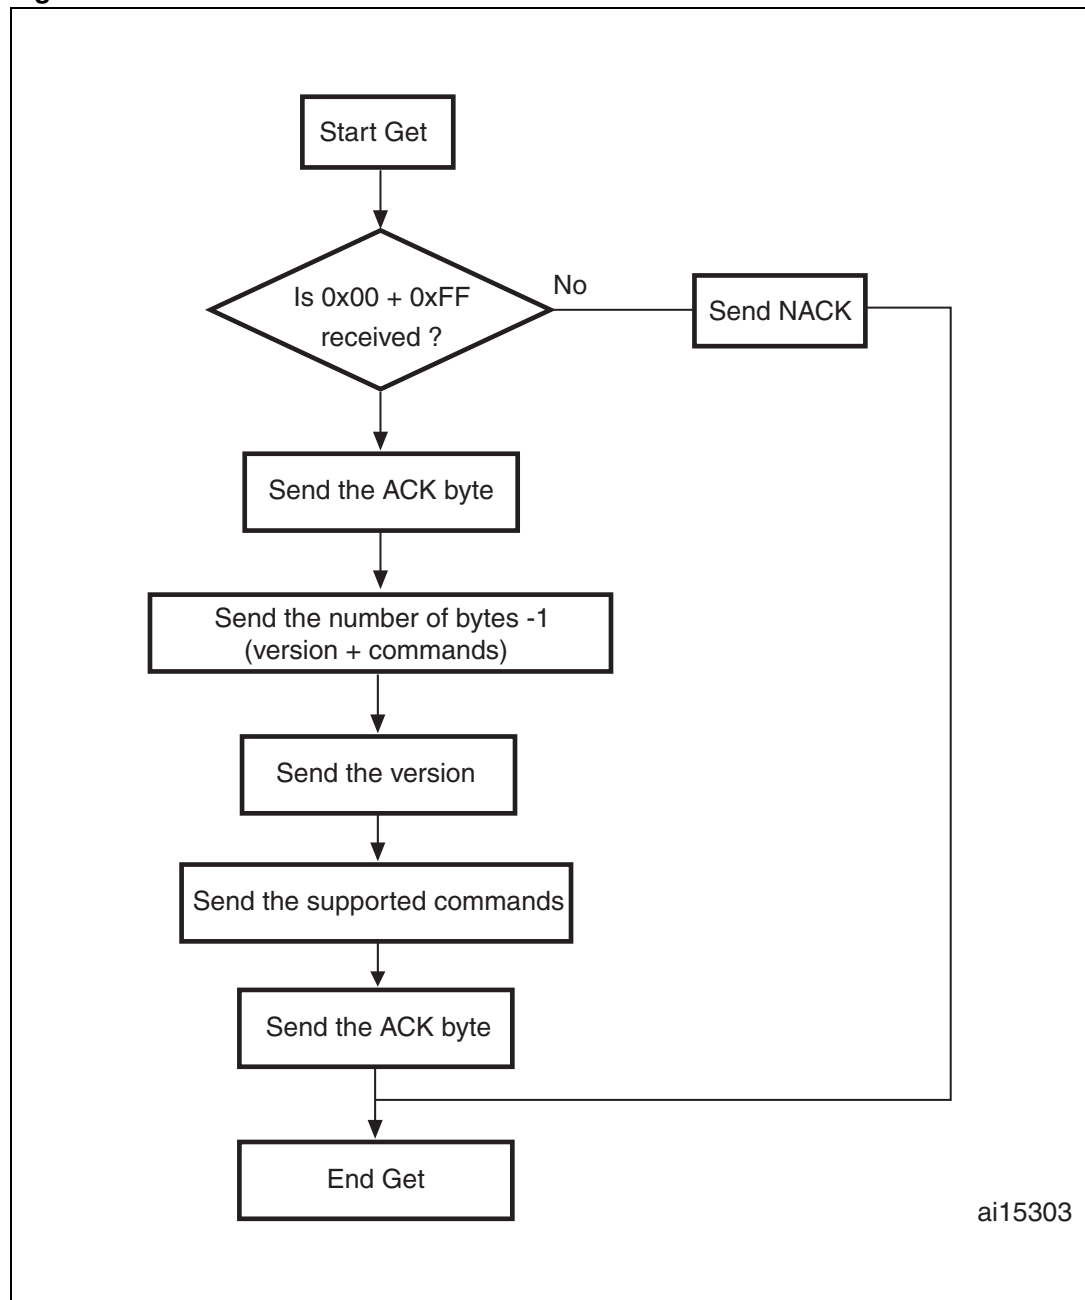 Start Get
Is 0x00 + 0xFF
received ?
No
Send NACK
Send the ACK byte
Send the number of bytes -1
(version + commands)
Send the version
Send the supported commands
Send the ACK byte
End Get
ai15303